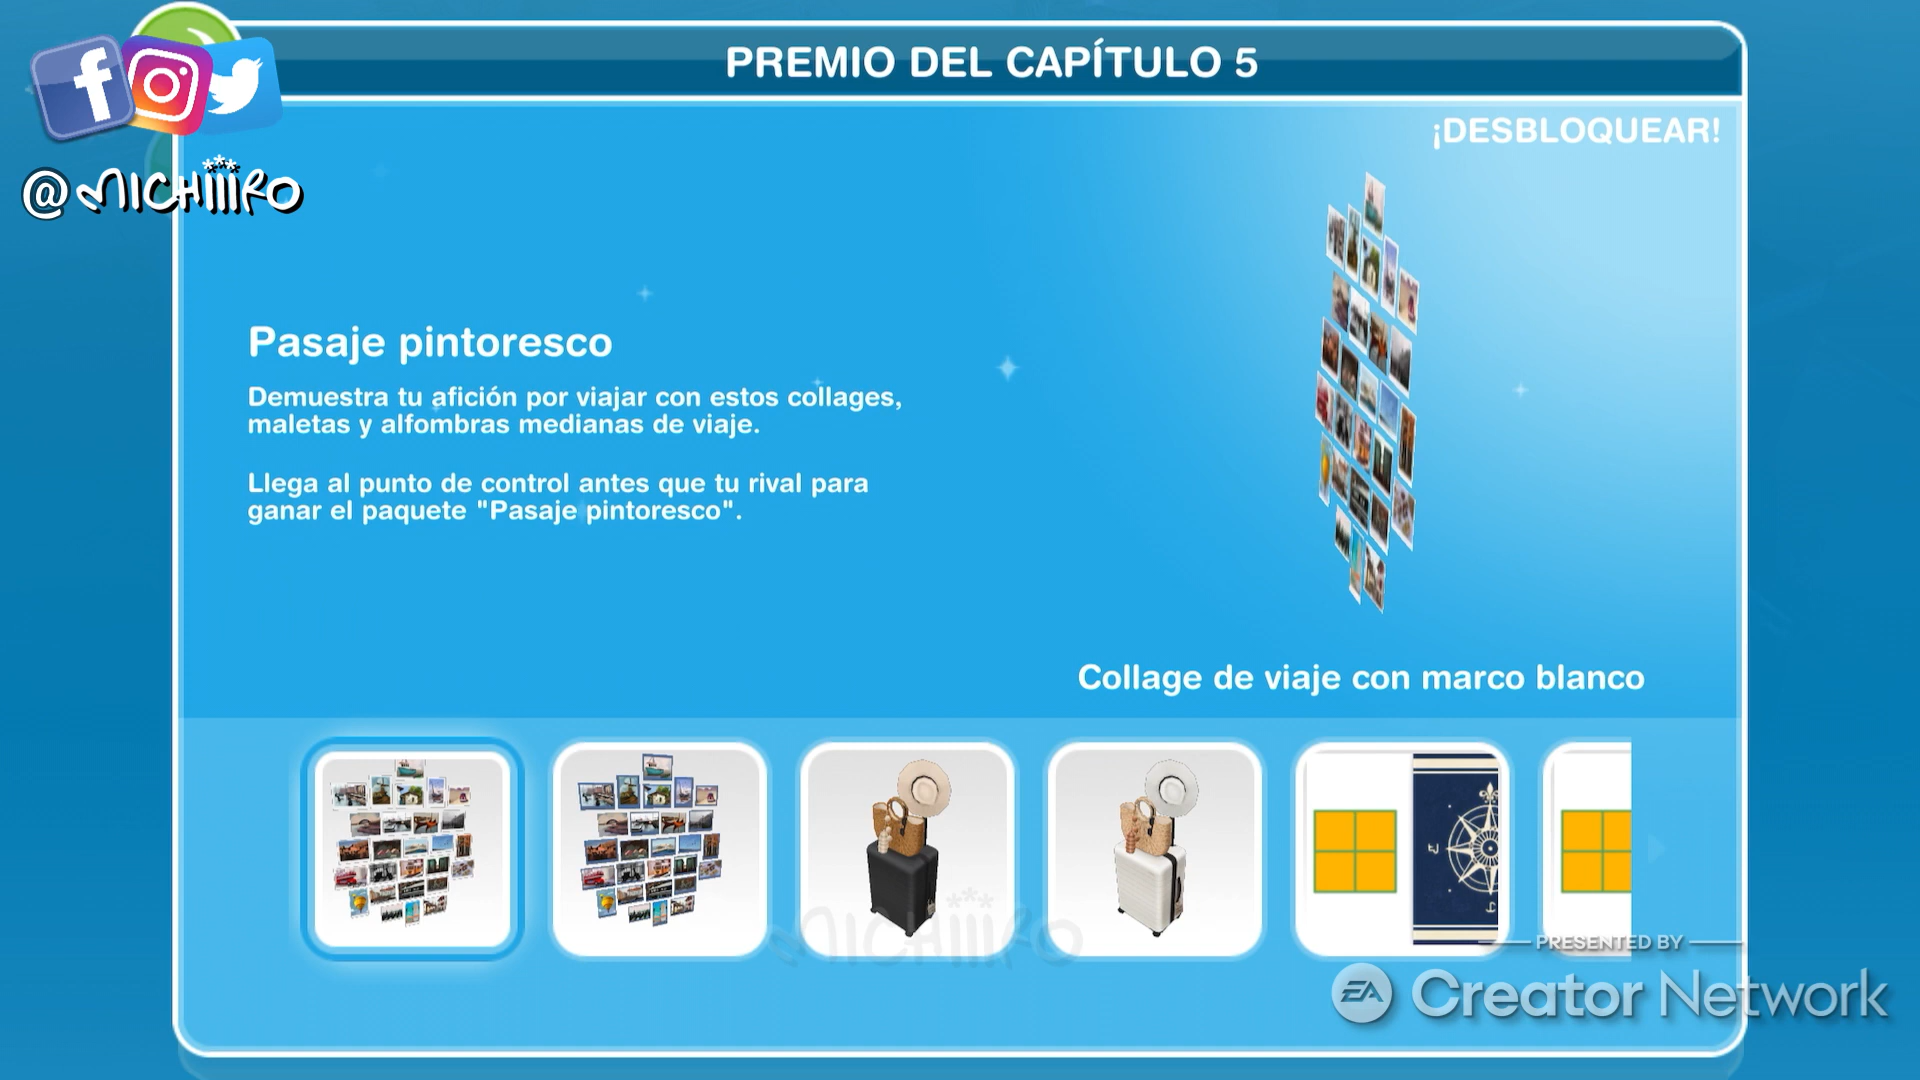 PREMIO DEL CAPÍTULO 5
@MICHIIIRO
¡DESBLOQUEAR!
Pasaje pintoresco
Demuestra tu afición por viajar con estos collages,
maletas y alfombras medianas de viaje.
Llega al punto de control antes que tu rival para
ganar el paquete "Pasaje pintoresco".
Collage de viaje con marco blanco
MICHIIIRO
PRESENTED BY
EA Creator Network